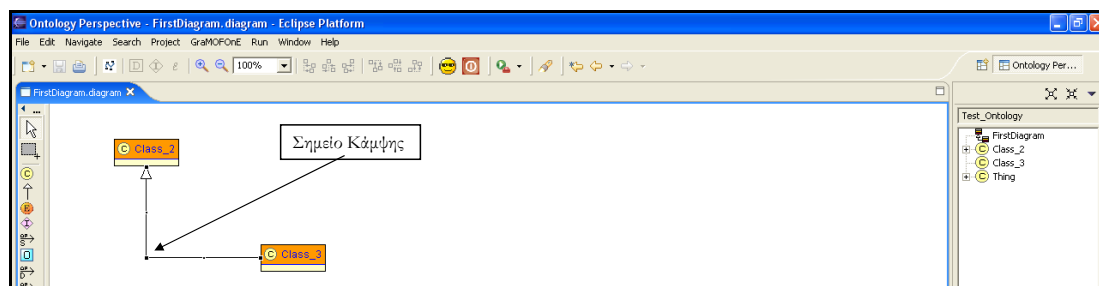 Ontology Perspective - FirstDiagram.diagram - Eclipse Platform
File Edit Navigate Search Project GraMOFOnE Run Window Help
100%
Ontology Per...
FirstDiagram.diagram
Test_Ontology
FirstDiagram
C Class_2
C Class_3
C Thing
Σημείο Κάμψης
C Class_2
C Class_3